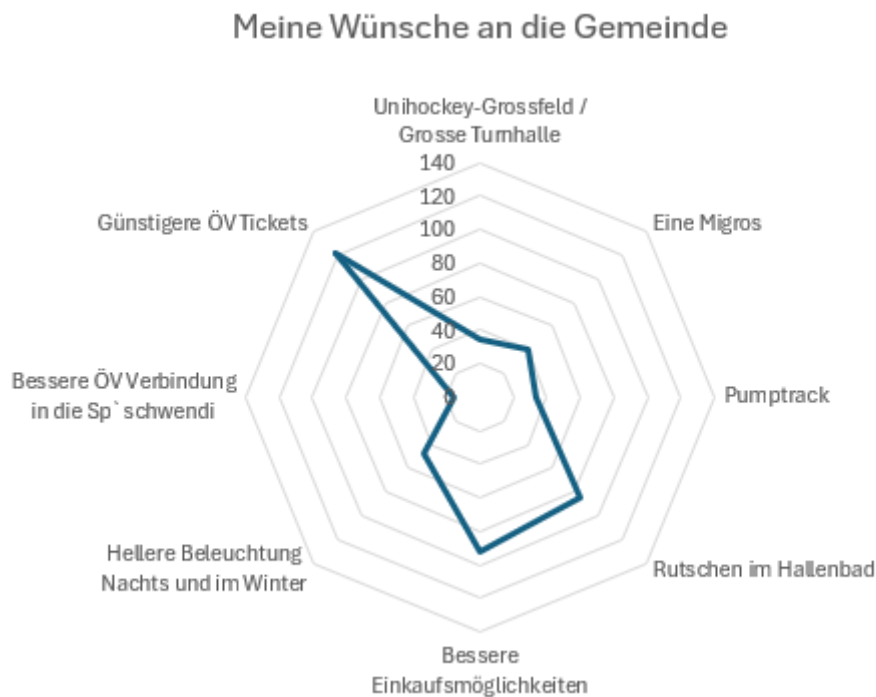 Meine Wünsche an die Gemeinde
Unihockey-Grossfeld /
Grosse Turnhalle
140
120
100
80
60
40
20
0
Eine Migros
Pumptrack
Rutschen im Hallenbad
Bessere
Einkaufsmöglichkeiten
Hellere Beleuchtung
Nachts und im Winter
Bessere ÖV Verbindung
in die Sp`schwendi
Günstigere ÖV Tickets